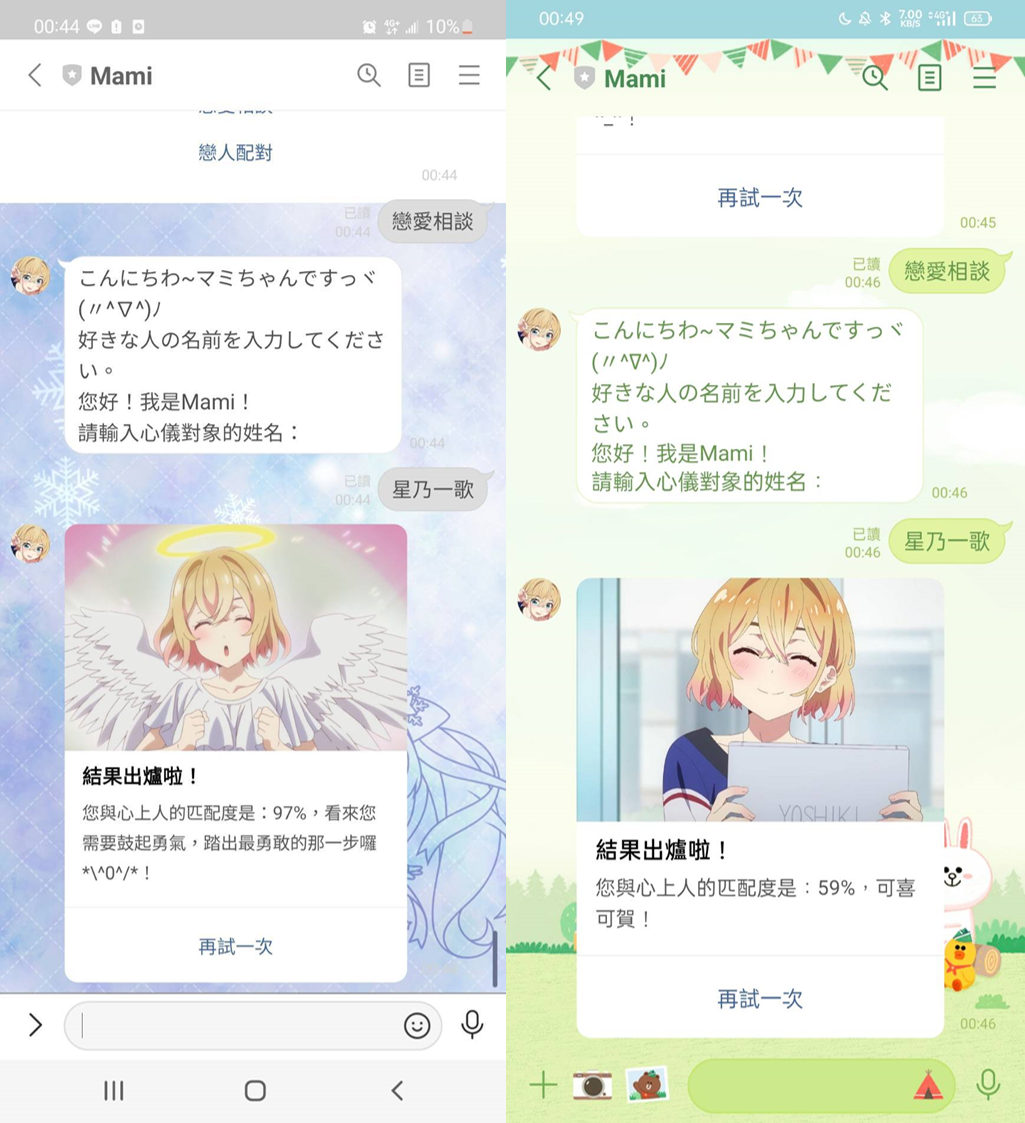 00:44
4G+
10%
Mami
戀人配對
00:44
已讀
00:44
戀愛相談
こんにちわ~マミちゃんですっヾ
(〃^∇^)ﾉ
好きな人の名前を入力してくださ
い。
您好！我是Mami！
請輸入心儀對象的姓名：
00:44
已讀
00:44
星乃一歌
結果出爐啦！
您與心上人的匹配度是：97%，看來您
需要鼓起勇氣，踏出最勇敢的那一步囉
*\^0^/*！
再試一次
00:49
7.00
KB/S
4G+
63
Mami
再試一次
00:45
已讀
00:46
戀愛相談
こんにちわ~マミちゃんですっヾ
(〃^∇^)ﾉ
好きな人の名前を入力してくだ
さい。
您好！我是Mami！
請輸入心儀對象的姓名：
00:46
已讀
00:46
星乃一歌
YOSHIKI
結果出爐啦！
您與心上人的匹配度是：59%，可喜
可賀！
再試一次
00:46